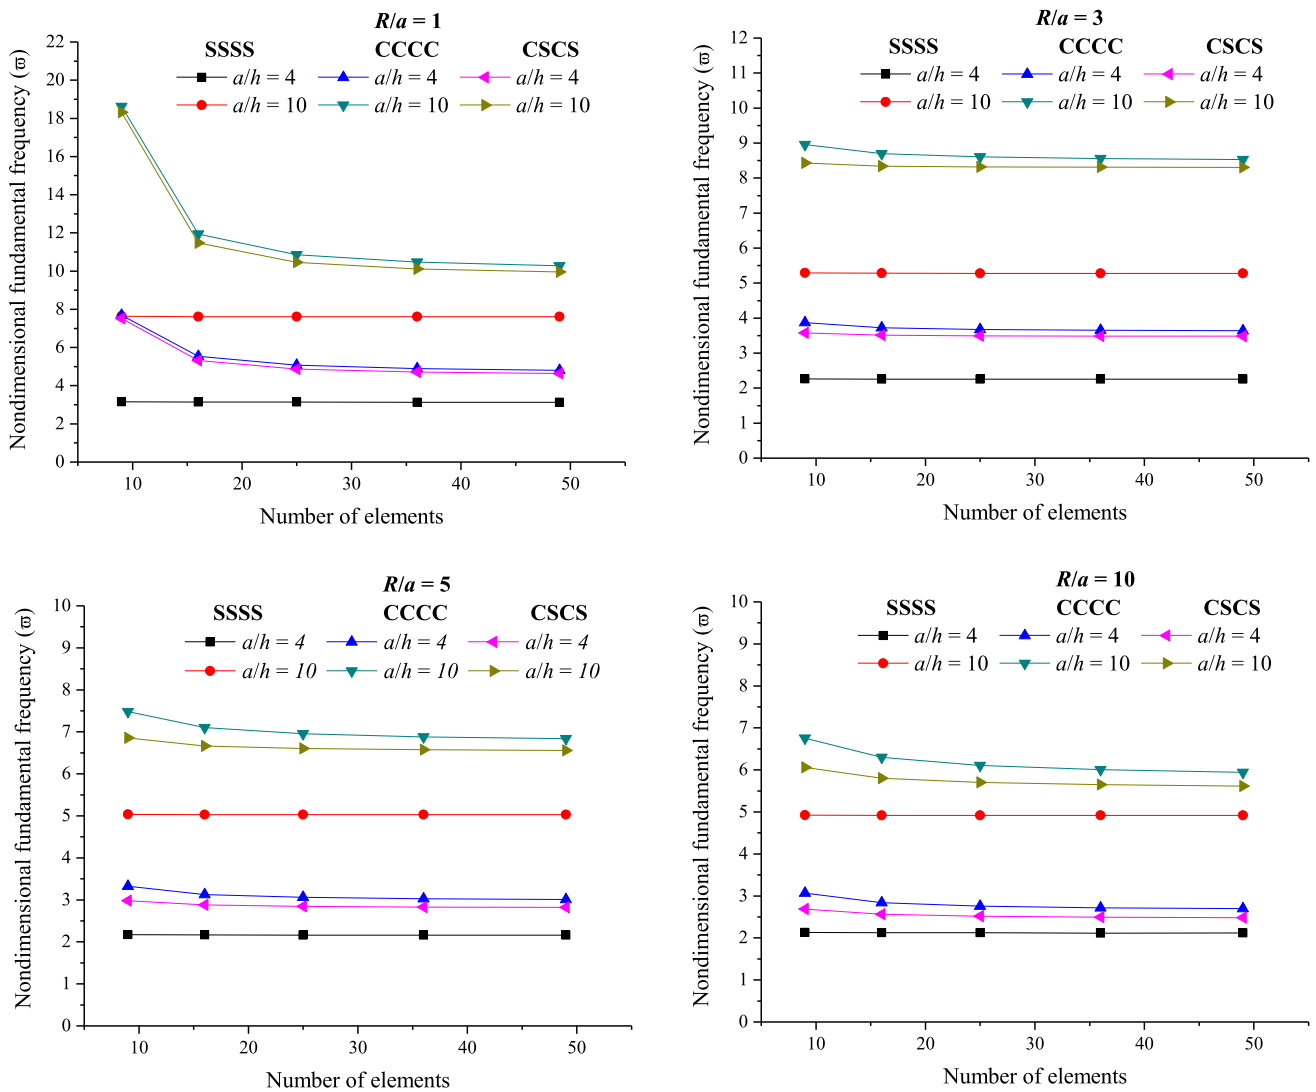 R/a = 1
SSSS CCCC CSCS
a/h = 4 a/h = 4 a/h = 4
a/h = 10 a/h = 10 a/h = 10
Nondimensional fundamental frequency (ϖ)
22
20
18
16
14
12
10
8
6
4
2
0
10 20 30 40 50
Number of elements
R/a = 3
SSSS CCCC CSCS
a/h = 4 a/h = 4 a/h = 4
a/h = 10 a/h = 10 a/h = 10
Nondimensional fundamental frequency (ϖ)
12
11
10
9
8
7
6
5
4
3
2
1
0
10 20 30 40 50
Number of elements
R/a = 5
SSSS CCCC CSCS
a/h = 4 a/h = 4 a/h = 4
a/h = 10 a/h = 10 a/h = 10
Nondimensional fundamental frequency (ϖ)
10
9
8
7
6
5
4
3
2
1
0
10 20 30 40 50
Number of elements
R/a = 10
SSSS CCCC CSCS
a/h = 4 a/h = 4 a/h = 4
a/h = 10 a/h = 10 a/h = 10
Nondimensional fundamental frequency (ϖ)
10
9
8
7
6
5
4
3
2
1
0
10 20 30 40 50
Number of elements